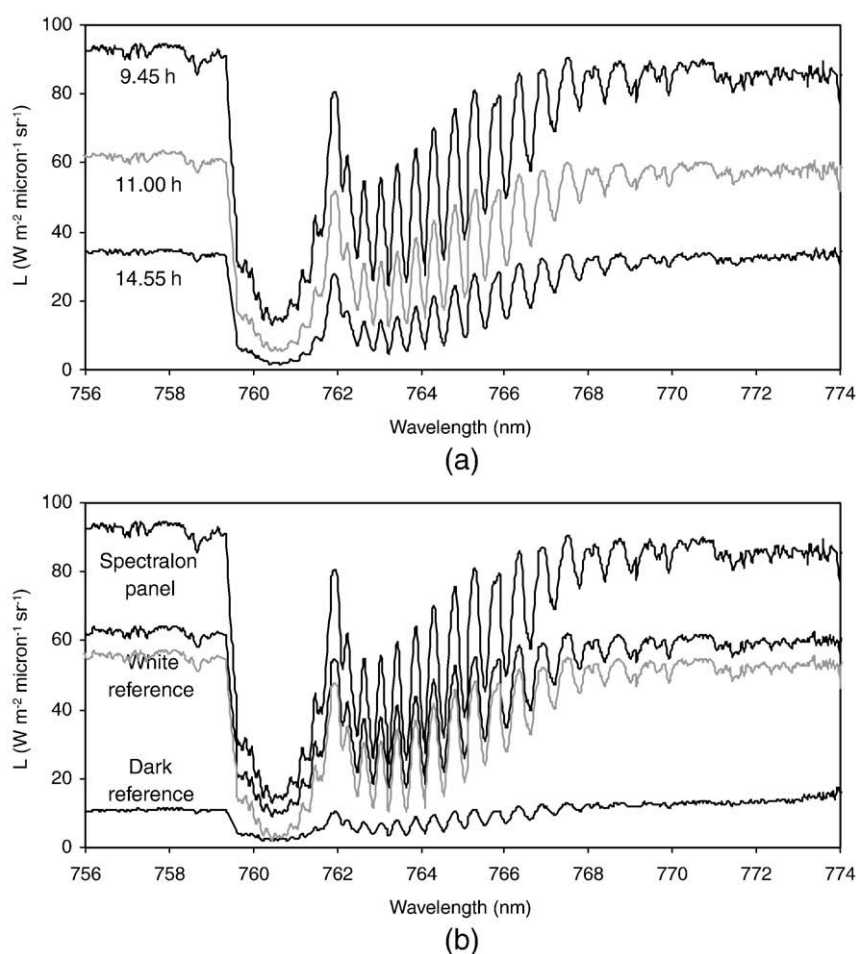 100
80
60
40
20
0
L (W m⁻² micron⁻¹ sr⁻¹)
9.45 h
11.00 h
14.55 h
756 758 760 762 764 766 768 770 772 774
Wavelength (nm)
(a)
100
80
60
40
20
0
L (W m⁻² micron⁻¹ sr⁻¹)
Spectralon
panel
White
reference
Dark
reference
756 758 760 762 764 766 768 770 772 774
Wavelength (nm)
(b)